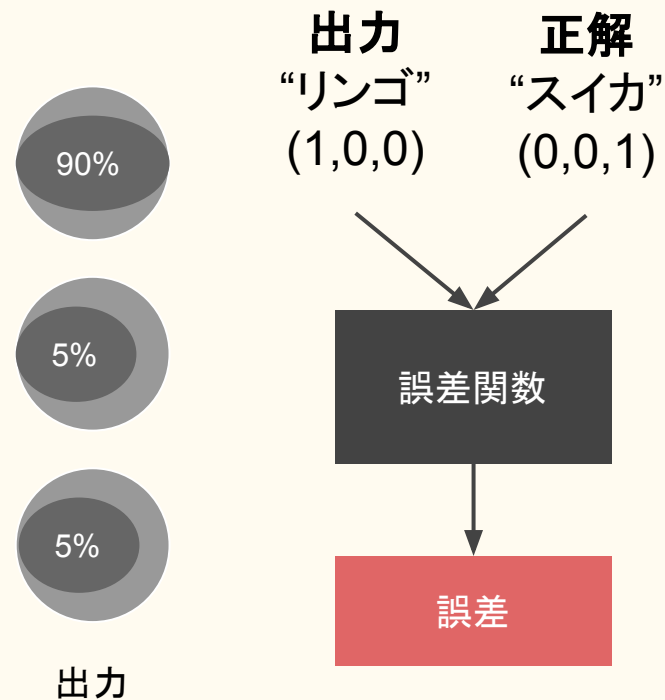 90%
5%
5%
出力
出力
“リンゴ”
(1,0,0)
正解
“スイカ”
(0,0,1)
誤差関数
誤差